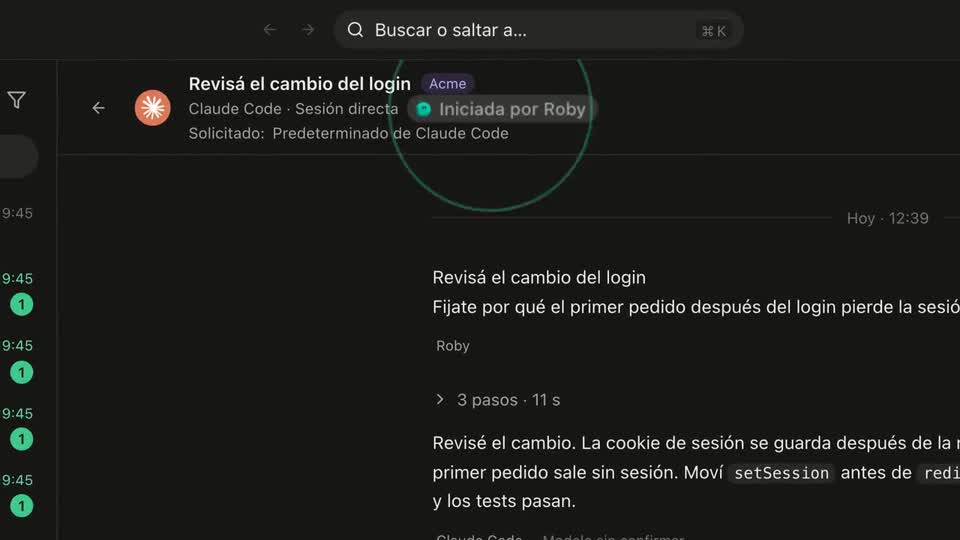 Buscar o saltar a...
⌘ K
Revisá el cambio del login Acme
Claude Code · Sesión directa Iniciada por Roby
Solicitado: Predeterminado de Claude Code
9:45
Hoy · 12:39
9:45
1
Revisá el cambio del login
Fijate por qué el primer pedido después del login pierde la
9:45
Roby
1
3 pasos · 11 s
9:45
1
Revisé el cambio. La cookie de sesión se guarda después de la
primer pedido sale sin sesión. Moví setSession antes de
9:45
1
y los tests pasan.